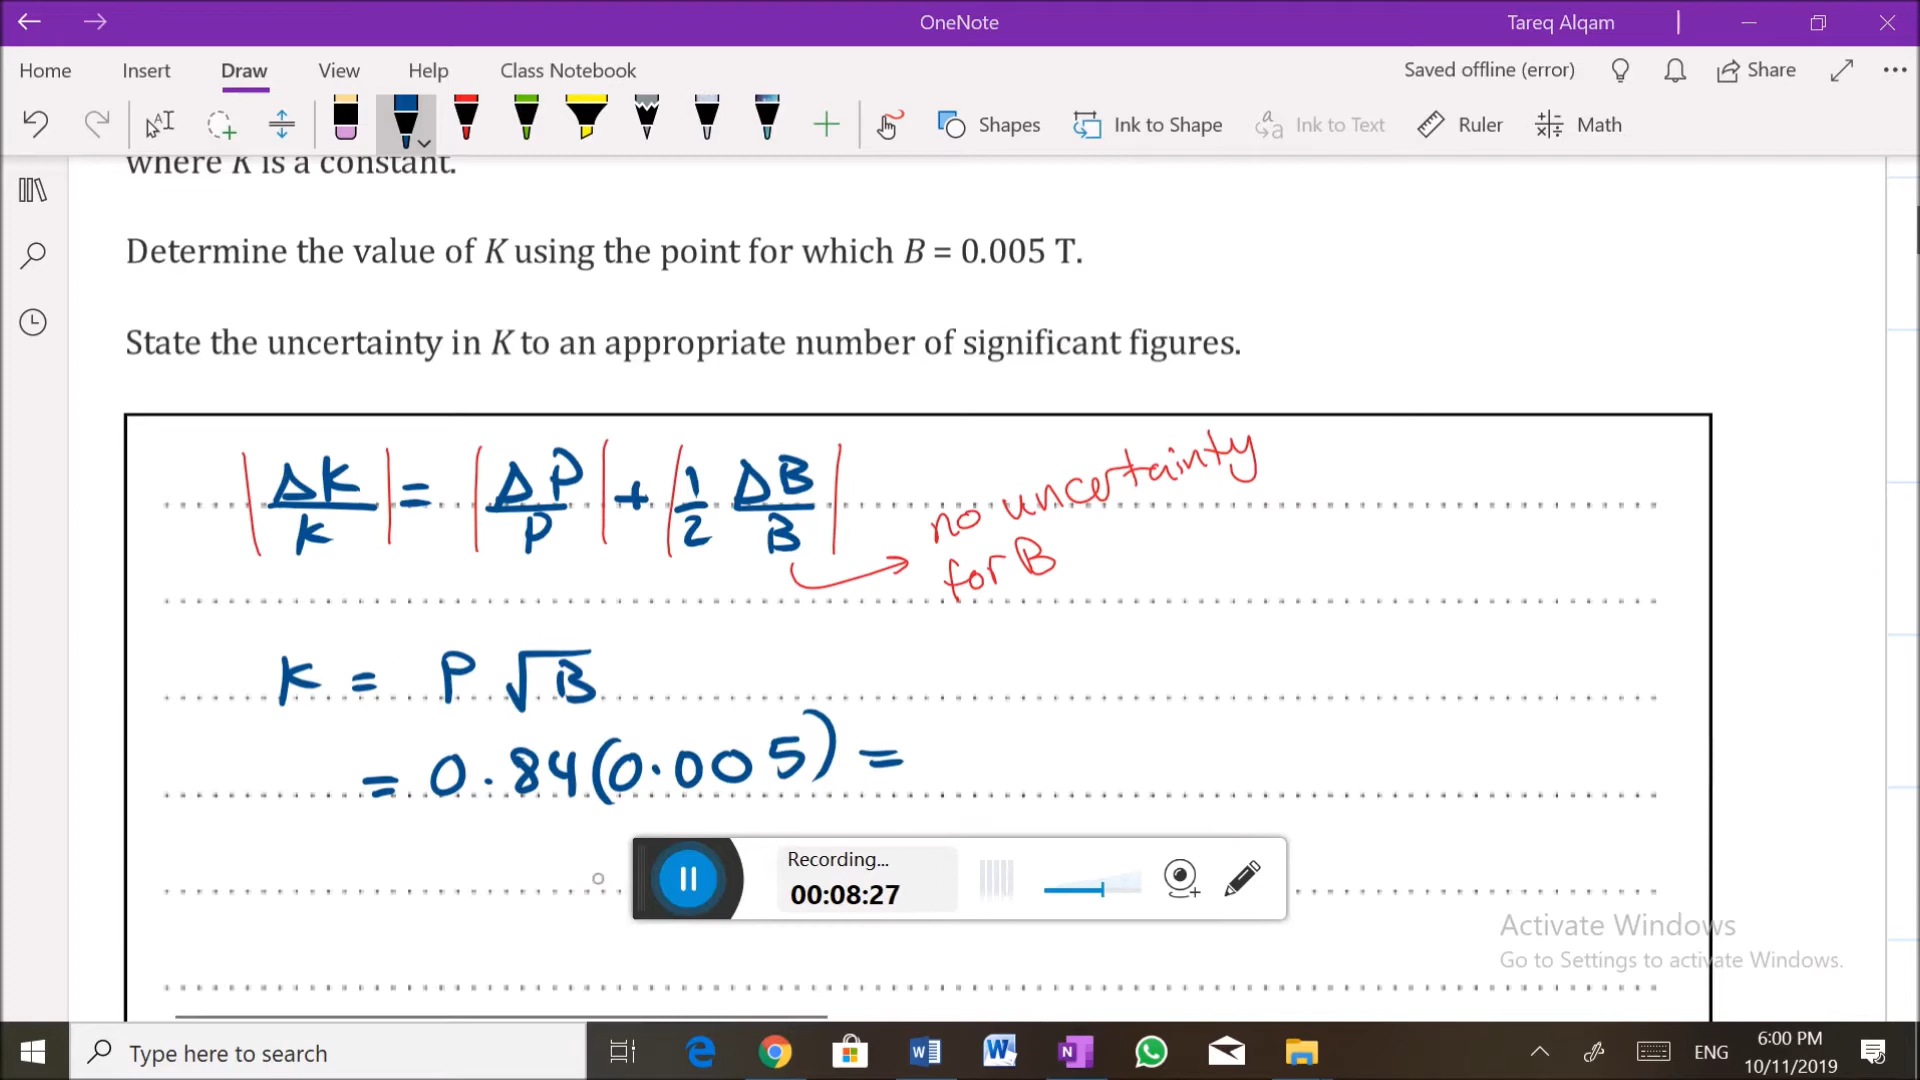 OneNote
Tareq Alqam
Home Insert Draw View Help Class Notebook
Saved offline (error) Share
Shapes Ink to Shape Ink to Text Ruler Math
where K is a constant.
Determine the value of K using the point for which B = 0.005 T.
State the uncertainty in K to an appropriate number of significant figures.
|ΔK/K| = |ΔP/P| + |1/2 ΔB/B|
no uncertainty
for B
K = P √B
= 0.84(0.005) =
Recording...
00:08:27
Activate Windows
Go to Settings to activate Windows.
Type here to search
ENG
6:00 PM
10/11/2019